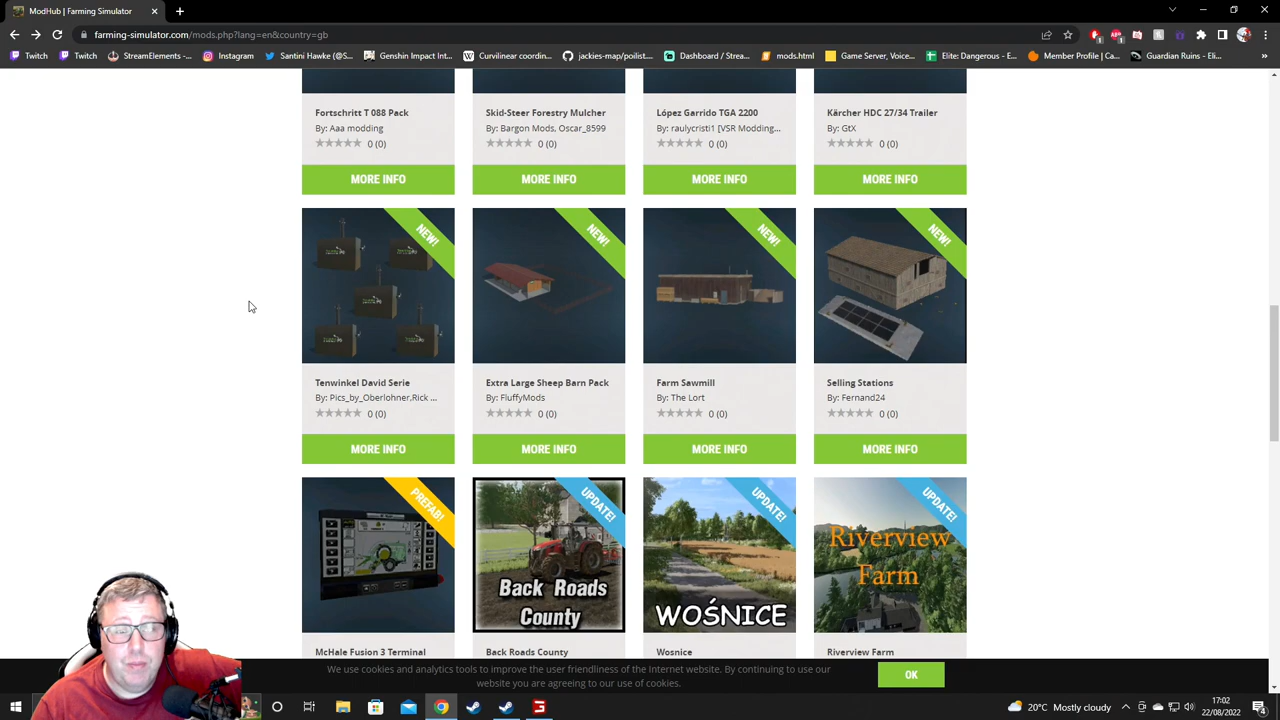 ModHub | Farming Simulator
farming-simulator.com/mods.php?lang=en&country=gb
Twitch
Twitch
StreamElements -...
Instagram
Suntinna Hawke (@S...
Genshin Impact Int...
Curvilinear coordin...
jackies-map/poilist....
Dashboard / Stream...
mods.html
Game Server, Voice...
Elite Dangerous - E...
Member Profile | Ca...
Guardian Ruins - Eli...
Fortschritt T 088 Pack
By: Aaa modding
0 (0)
MORE INFO
Skid-Steer Forestry Mulcher
By: Bargon Mods, Oscar_8599
0 (0)
MORE INFO
López Garrido TGA 2200
By: raulycristi1 [VSR Modding...
0 (0)
MORE INFO
Kärcher HDC 27/34 Trailer
By: GtX
0 (0)
MORE INFO
NEW!
Tenwinkel David Serie
By: Pics_by_Oberlohner,Rick ...
0 (0)
MORE INFO
NEW!
Extra Large Sheep Barn Pack
By: FluffyMods
0 (0)
MORE INFO
NEW!
Farm Sawmill
By: The Lort
0 (0)
MORE INFO
NEW!
Selling Stations
By: Fernand24
0 (0)
MORE INFO
PREFAB!
McHale Fusion 3 Terminal
UPDATE!
Back Roads
County
Back Roads County
UPDATE!
WOŚNICE
Wosnice
UPDATE!
Riverview
Farm
Riverview Farm
We use cookies and analytics tools to improve the user friendliness of the Internet website. By continuing to use our
website you are agreeing to our use of cookies.
OK
20°C Mostly cloudy
17:02
22/08/2022